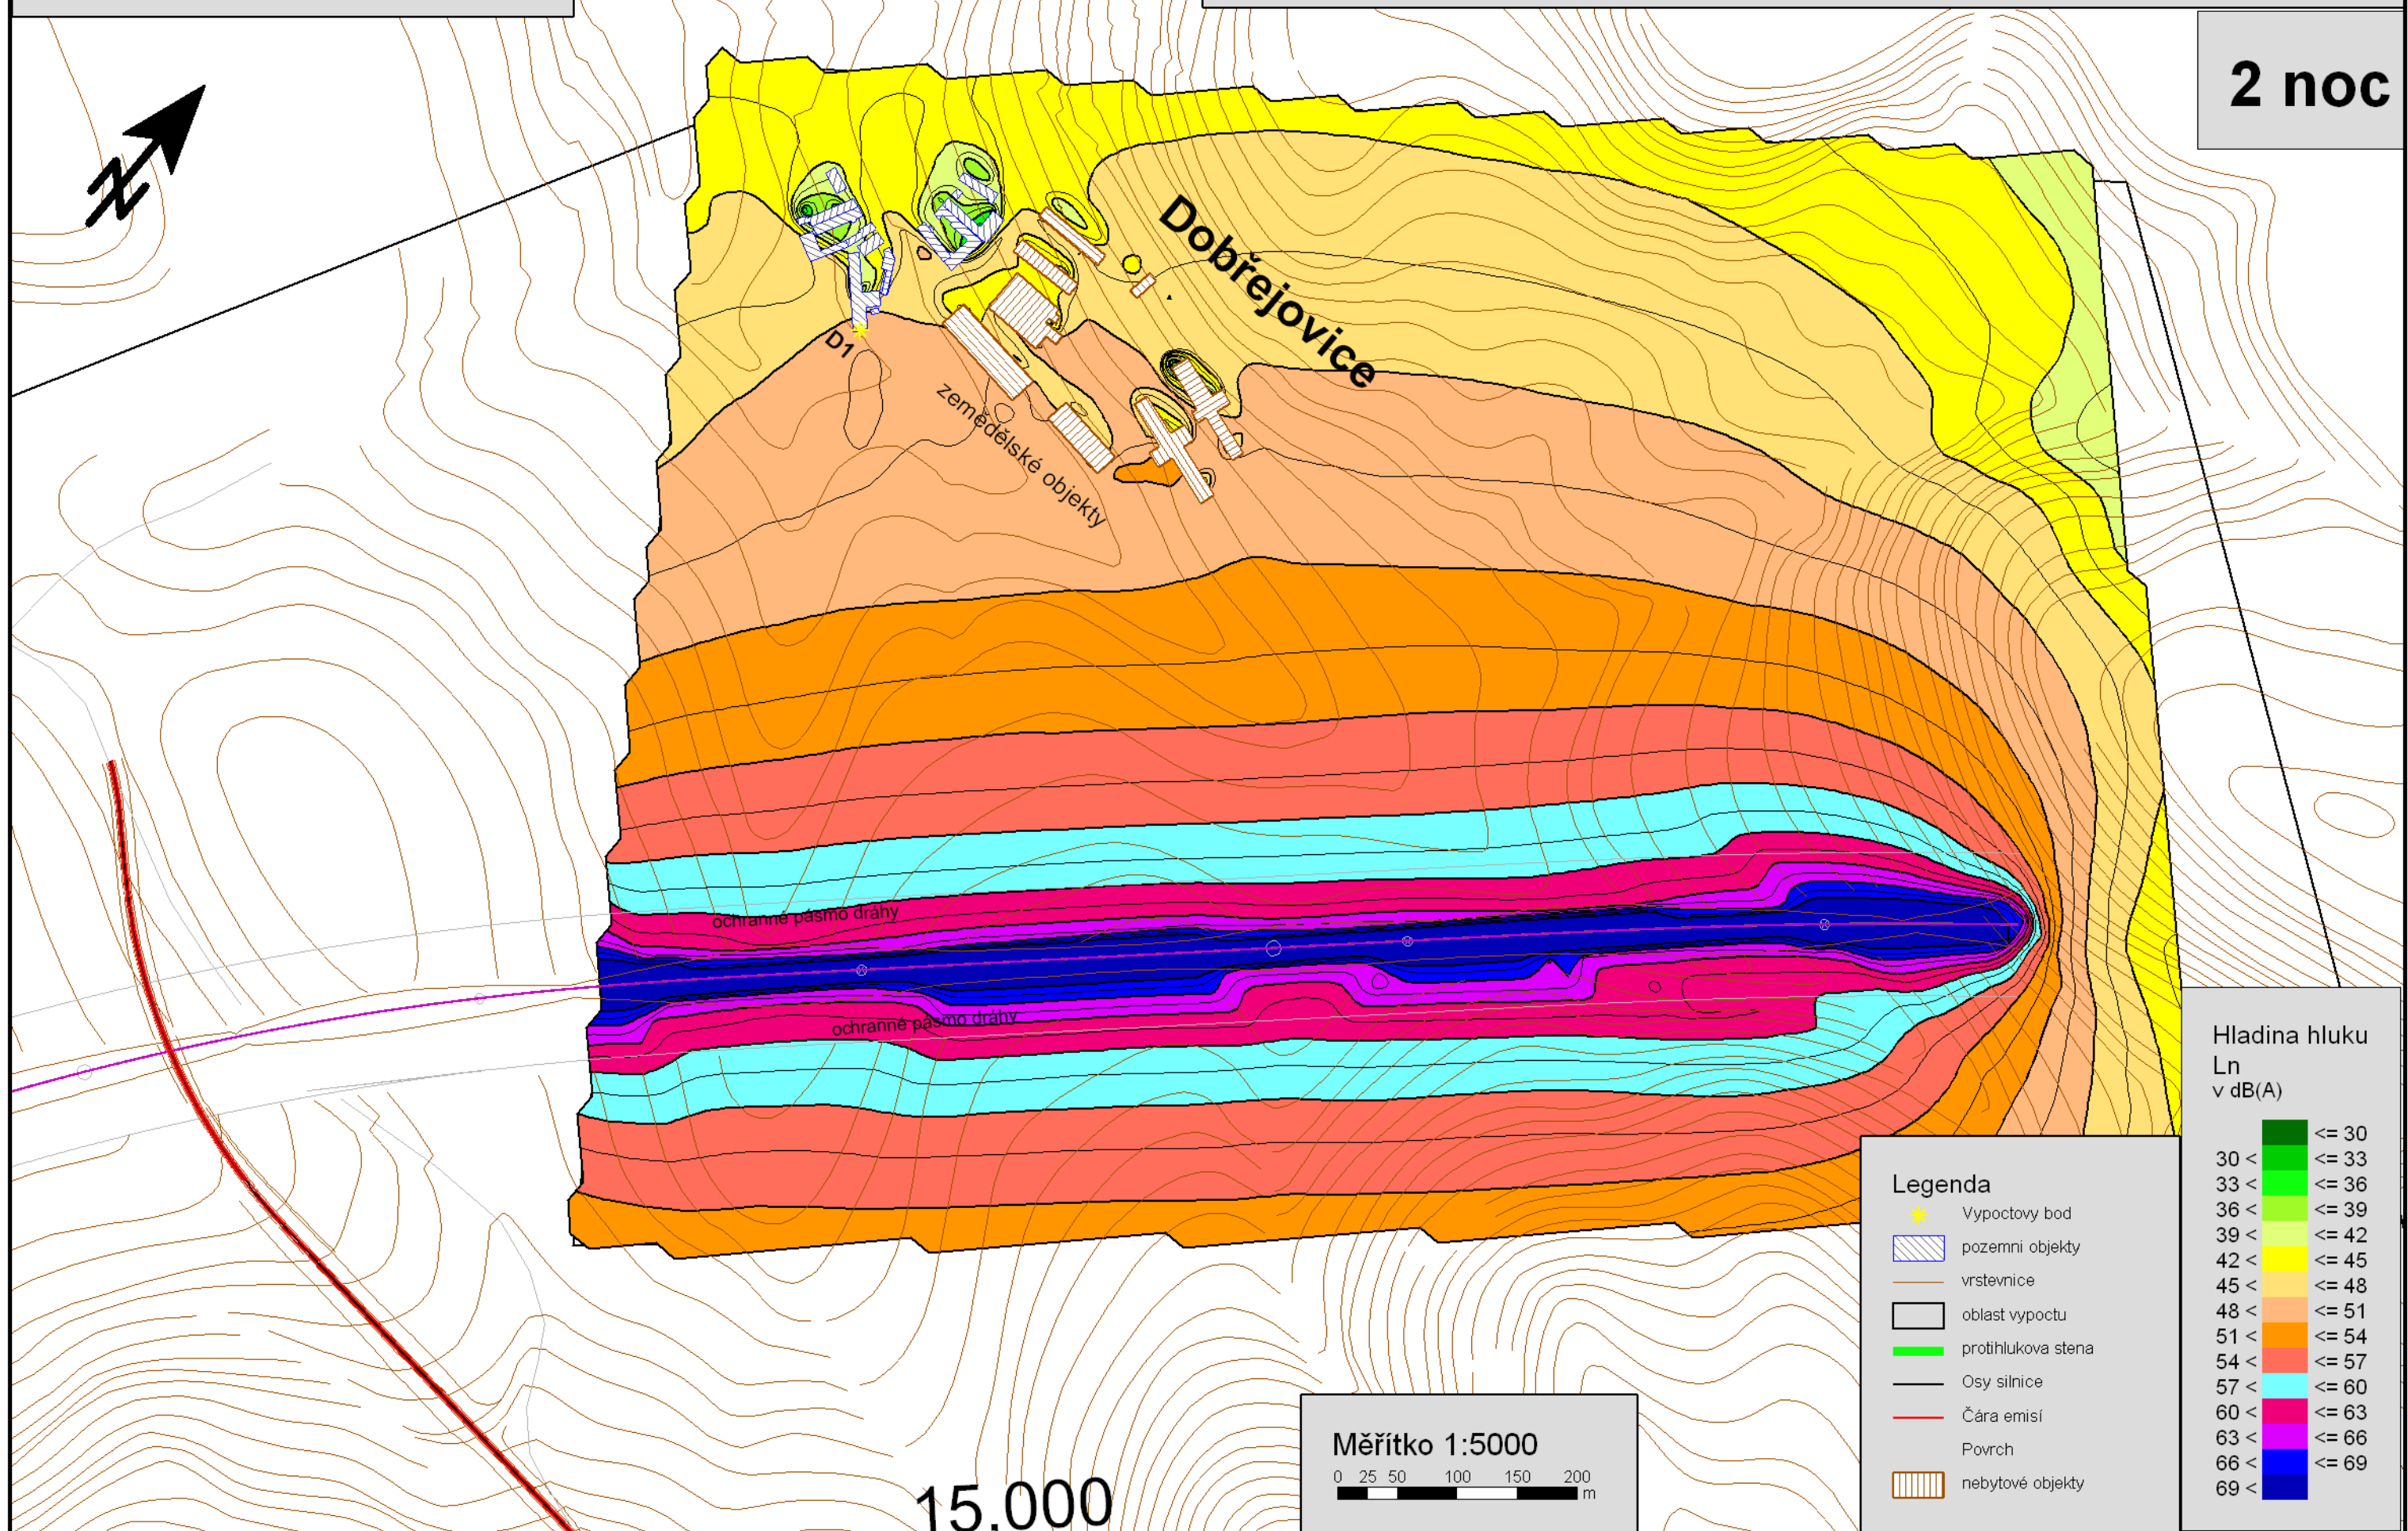 2 noc
N
Dobřejovice
D1
zemědělské objekty
ochranné pásmo dráhy
ochranné pásmo dráhy
15,000
Měřítko 1:5000
0 25 50 100 150 200
m
Legenda
Vypoctovy bod
pozemni objekty
vrstevnice
oblast vypoctu
protihlukova stena
Osy silnice
Čára emisí
Povrch
nebytové objekty
Hladina hluku
Ln
v dB(A)
<= 30
30 < <= 33
33 < <= 36
36 < <= 39
39 < <= 42
42 < <= 45
45 < <= 48
48 < <= 51
51 < <= 54
54 < <= 57
57 < <= 60
60 < <= 63
63 < <= 66
66 < <= 69
69 <